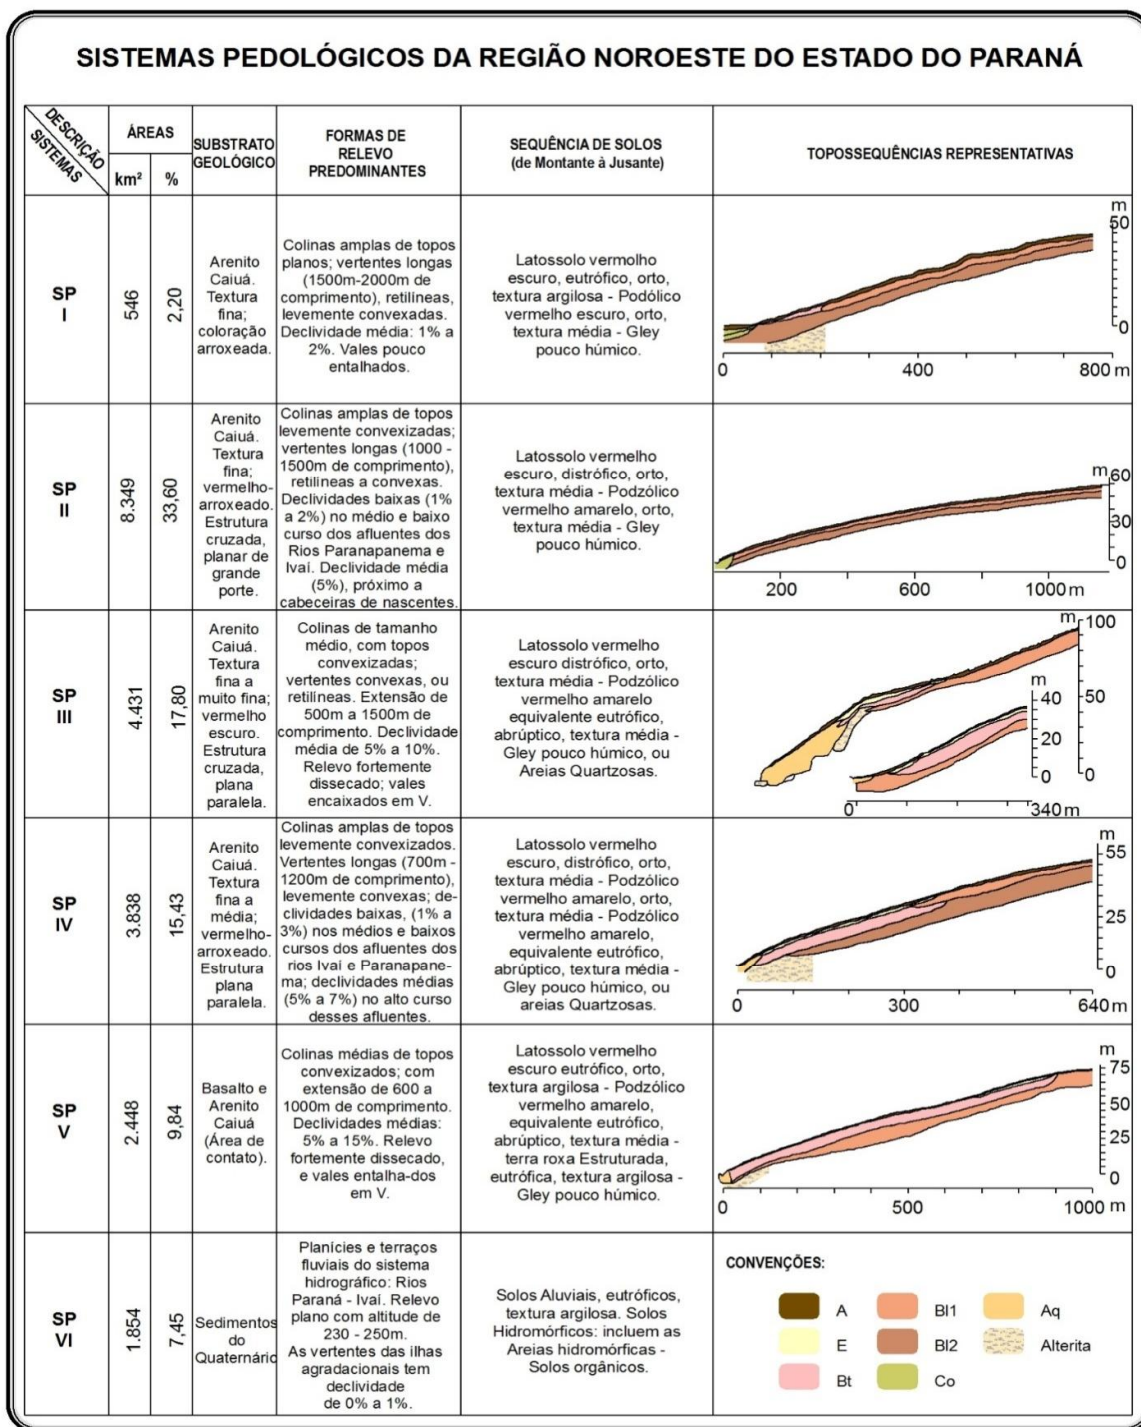 SISTEMAS PEDOLÓGICOS DA REGIÃO NOROESTE DO ESTADO DO PARANÁ
DESCRIÇÃO
SISTEMAS
ÁREAS
km²
%
SUBSTRATO
GEOLÓGICO
FORMAS DE
RELEVO
PREDOMINANTES
SEQUÊNCIA DE SOLOS
(de Montante à Jusante)
TOPOSSEQUÊNCIAS REPRESENTATIVAS
SP
I
546
2,20
Arenito
Caiuá.
Textura
fina;
coloração
arroxeada.
Colinas amplas de topos
planos; vertentes longas
(1500m-2000m de
comprimento), retilíneas,
levemente convexadas.
Declividade média: 1% a
2%. Vales pouco
entalhados.
Latossolo vermolho
escuro, eutrófico, orto,
textura argilosa - Podólico
vermelho escuro, orto,
textura média - Gley
pouco húmico.
m
50
0
0
400
800 m
SP
II
8.349
33,60
Arenito
Caiuá.
Textura
fina;
vermelho-
arroxeado.
Estrutura
cruzada,
planar de
grande
porte.
Colinas amplas de topos
levemente convexizadas;
vertentes longas (1000 -
1500m de comprimento),
retilíneas a convexas.
Declividades baixas (1%
a 2%) no médio e baixo
curso dos afluentes dos
Rios Paranapanema e
Ivaí. Declividade média
(5%), próximo a
cabeceiras de nascentes.
Latossolo vermelho
escuro, distrófico, orto,
textura média - Podzólico
vermelho amarelo, orto,
textura média - Gley
pouco húmico.
m
60
30
0
200
600
1000 m
SP
III
4.431
17,80
Arenito
Caiuá.
Textura
fina a
muito fina;
vermelho
escuro.
Estrutura
cruzada,
plana
paralela.
Colinas de tamanho
médio, com topos
convexizadas;
vertentes convexas, ou
retilíneas. Extensão de
500m a 1500m de
comprimento. Declividade
média de 5% a 10%.
Relevo fortemente
dissecado; vales
encaixados em V.
Latossolo vermelho
escuro distrófico, orto,
textura média - Podzólico
vermelho amarelo
equivalente eutrófico,
abrúptico, textura média -
Gley pouco húmico, ou
Areias Quartzosas.
m
100
50
0
m
40
20
0
0
340 m
SP
IV
3.838
15,43
Arenito
Caiuá.
Textura
fina a
média;
vermelho-
arroxeado.
Estrutura
plana
paralela.
Colinas amplas de topos
levemente convexizados.
Vertentes longas (700m -
1200m de comprimento),
levemente convexas; de-
clividades baixas, (1% a
3%) nos médios e baixos
cursos dos afluentes dos
rios Ivaí e Paranapane-
ma; declividades médias
(5% a 7%) no alto curso
desses afluentes.
Latossolo vermelho
escuro, distrófico, orto,
textura média - Podzólico
vermelho amarelo, orto,
textura média - Podzólico
vermelho amarelo,
equivalente eutrófico,
abrúptico, textura média -
Gley pouco húmico, ou
areias Quartzosas.
m
55
25
0
0
300
640 m
SP
V
2.448
9,84
Basalto e
Arenito
Caiuá
(Área de
contato).
Colinas médias de topos
convexizados; com
extensão de 600 a
1000m de comprimento.
Declividades médias:
5% a 15%. Relevo
fortemente dissecado,
e vales entalha-dos
em V.
Latossolo vermelho
escuro eutrófico, orto,
textura argilosa - Podzólico
vermelho amarelo,
equivalente eutrófico,
abrúptico, textura média -
terra roxa Estruturada,
eutrófica, textura argilosa -
Gley pouco húmico.
m
75
50
25
0
0
500
1000 m
SP
VI
1.854
7,45
Sedimentos
do
Quaternário
Planícies e terraços
fluviais do sistema
hidrográfico: Rios
Paraná - Ivaí. Relevo
plano com altitude de
230 - 250m.
As vertentes das ilhas
agradacionais tem
declividade
de 0% a 1%.
Solos Aluviais, eutróficos,
textura argilosa. Solos
Hidromórficos: incluem as
Areias hidromórficas -
Solos orgânicos.
CONVENÇÕES:
A
BI1
Aq
E
BI2
Alterita
Bt
Co